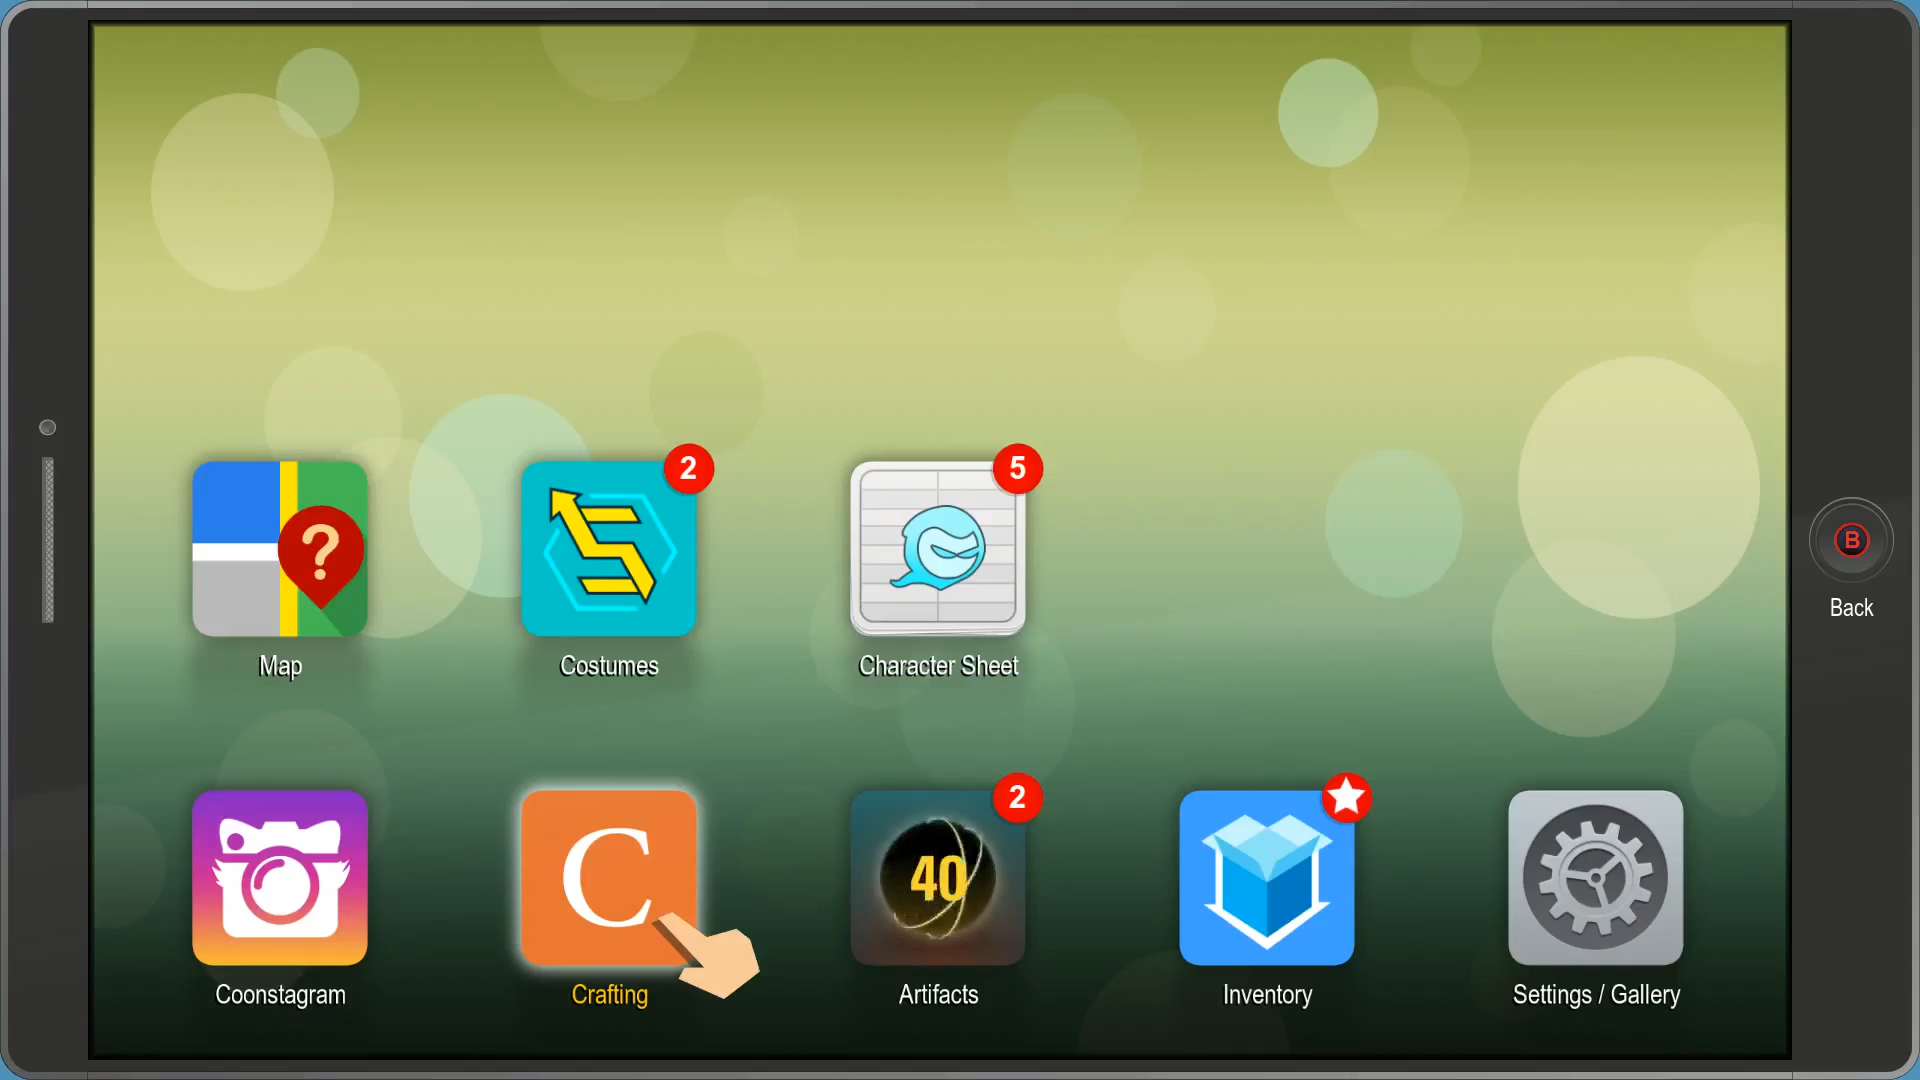 2
5
?
B
Map
Costumes
Character Sheet
Back
2
C
40
Coonstagram
Crafting
Artifacts
Inventory
Settings / Gallery